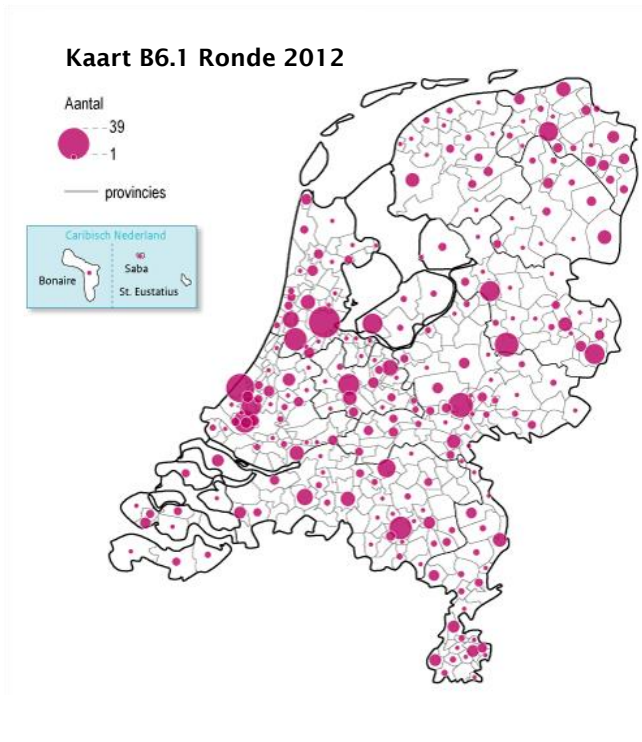 Kaart B6.1 Ronde 2012
Aantal
39
1
provincies
Caribisch Nederland
Saba
Bonaire
St. Eustatius